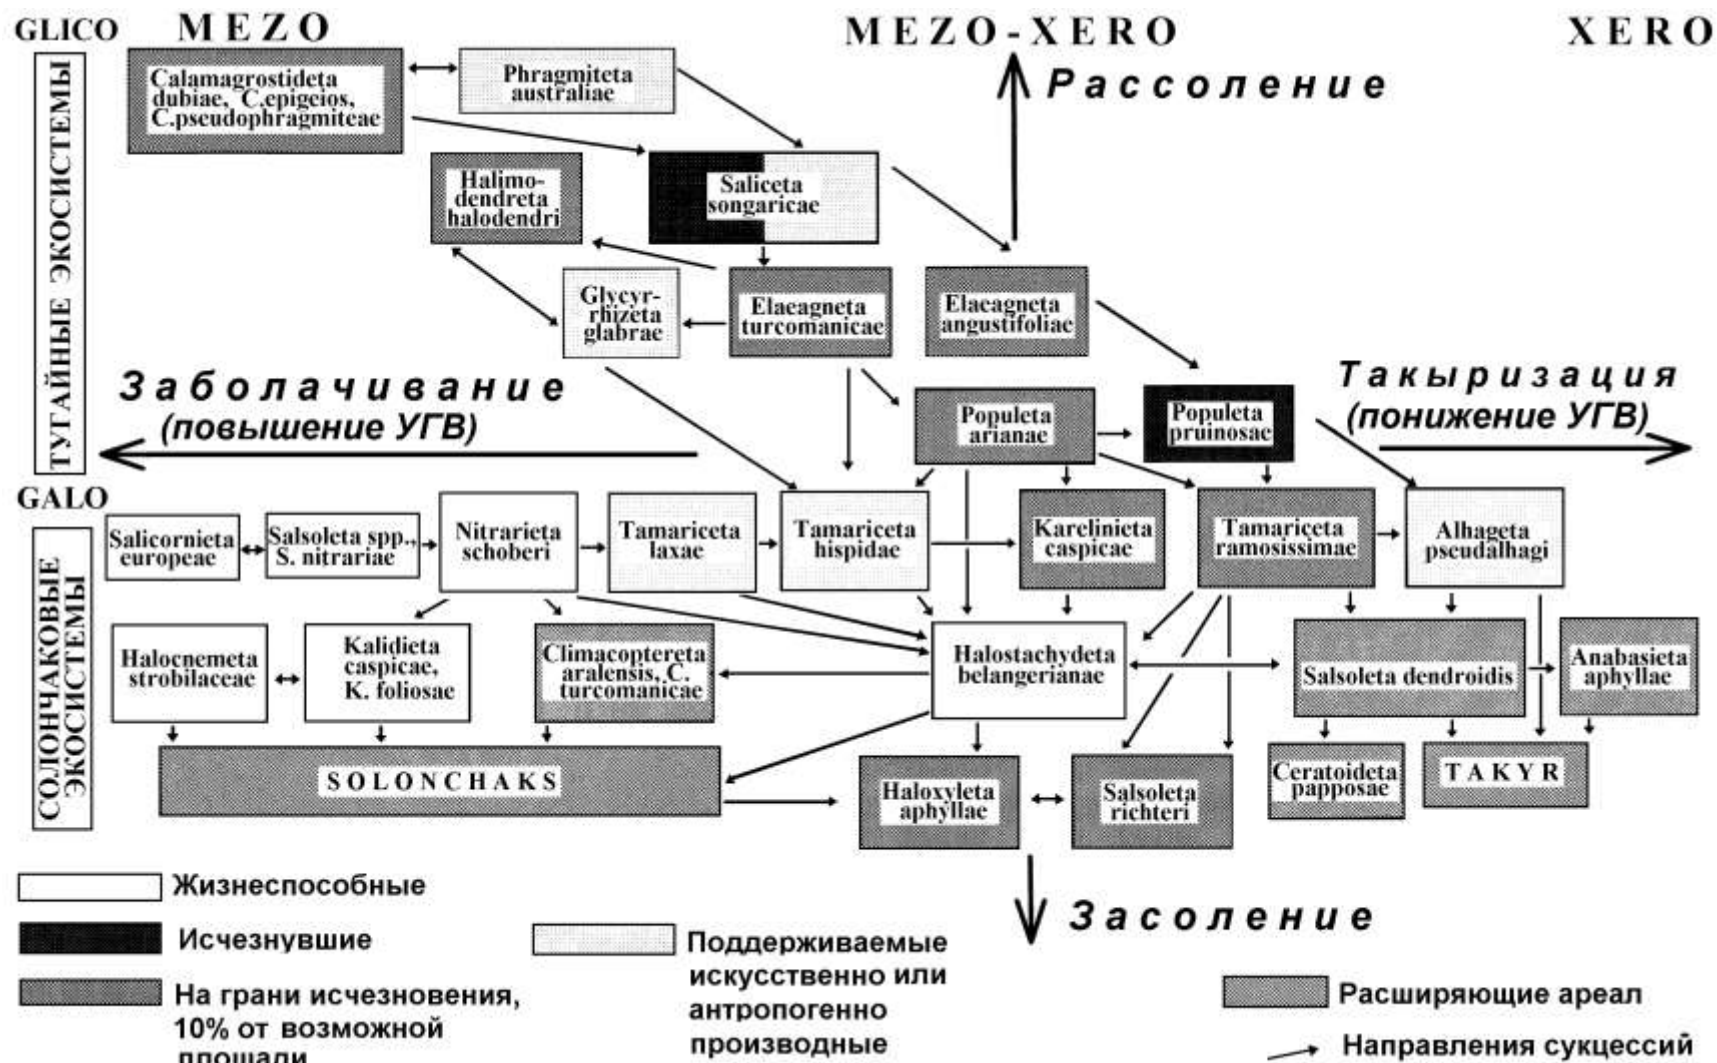 GLICO
MEZO
MEZO-XERO
XERO
ТУГАЙНЫЕ ЭКОСИСТЕМЫ
Calamagrostideta
dubiae, C.epigeios,
C.pseudophragmiteae
Phragmiteta
australiae
Рассоление
Halimo-
dendreta
halodendri
Saliceta
songaricae
Glycyr-
rhizeta
glabrae
Elaeagneta
turcomanicae
Elaeagneta
angustifoliae
Заболачивание
(повышение УГВ)
Populeta
arianae
Populeta
pruinosae
Такыризация
(понижение УГВ)
GALO
СОЛОНЧАКОВЫЕ
ЭКОСИСТЕМЫ
Salicornieta
europeae
Salsoleta spp.,
S. nitrariae
Nitrarieta
schoberi
Tamariceta
laxae
Tamariceta
hispidae
Karelinieta
caspicae
Tamariceta
ramosissimae
Alhageta
pseudalhagi
Halocnemeta
strobilaceae
Kalidieta
caspicae,
K. foliosae
Climacoptereta
aralensis, C.
turcomanicae
Halostachydeta
belangerianae
Salsoleta dendroidis
Anabasieta
aphyllae
SOLONCHAKS
Haloxyleta
aphyllae
Salsoleta
richteri
Ceratoideta
papposae
TAKYR
Засоление
Жизнеспособные
Исчезнувшие
На грани исчезновения,
10% от возможной
площади
Поддерживаемые
искусственно или
антропогенно
производные
Расширяющие ареал
Направления сукцессий